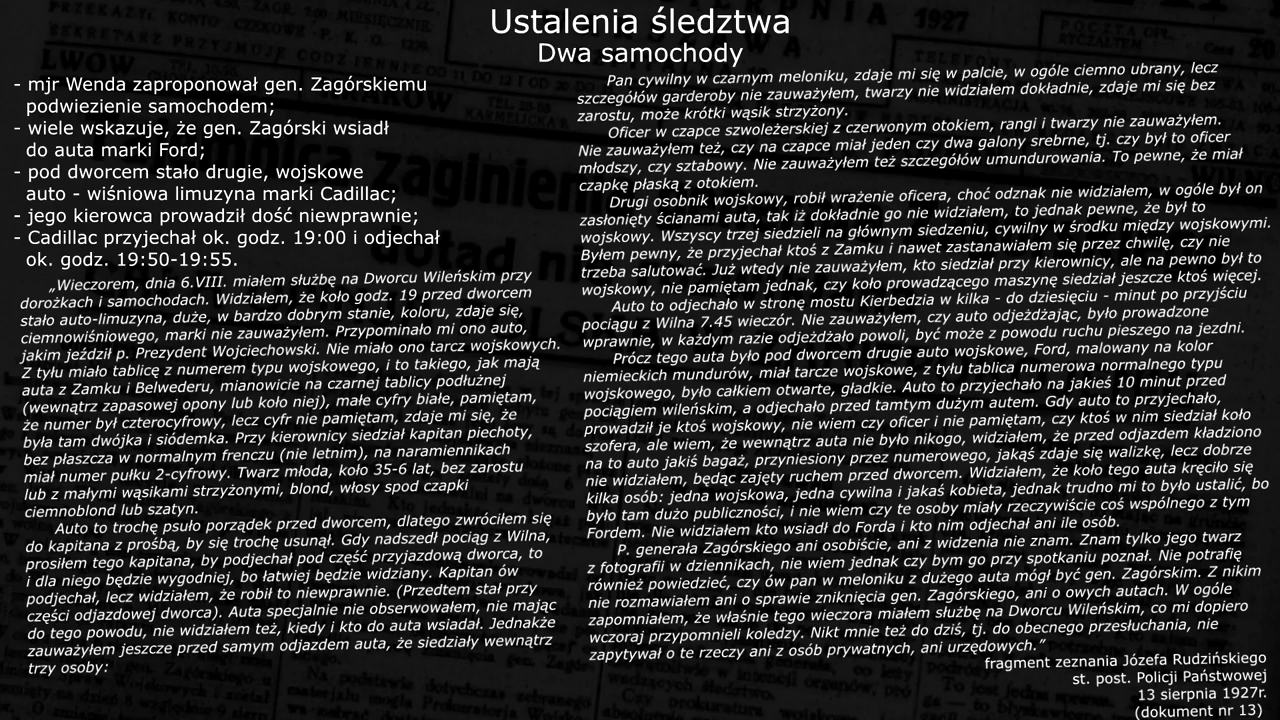 Ustalenia śledztwa
Dwa samochody
- mjr Wenda zaproponował gen. Zagórskiemu
podwiezienie samochodem;
- wiele wskazuje, że gen. Zagórski wsiadł
do auta marki Ford;
- pod dworcem stało drugie, wojskowe
auto - wiśniowa limuzyna marki Cadillac;
- jego kierowca prowadził dość niewprawnie;
- Cadillac przyjechał ok. godz. 19:00 i odjechał
ok. godz. 19:50-19:55.
„Wieczorem, dnia 6.VIII. miałem służbę na Dworcu Wileńskim przy
dorożkach i samochodach. Widziałem, że koło godz. 19 przed dworcem
stało auto-limuzyna, duże, w bardzo dobrym stanie, koloru, zdaje się,
ciemnowiśniowego, marki nie zauważyłem. Przypominało mi ono auto,
jakim jeździł p. Prezydent Wojciechowski. Nie miało ono tarcz wojskowych.
Z tyłu miało tablicę z numerem typu wojskowego, i to takiego, jak mają
auta z Zamku i Belwederu, mianowicie na czarnej tablicy podłużnej
(wewnątrz zapasowej opony lub koło niej), małe cyfry białe, pamiętam,
że numer był czterocyfrowy, lecz cyfr nie pamiętam, zdaje mi się, że
była tam dwójka i siódemka. Przy kierownicy siedział kapitan piechoty,
bez płaszcza w normalnym frenczu (nie letnim), na naramiennikach
miał numer pułku 2-cyfrowy. Twarz młoda, koło 35-6 lat, bez zarostu
lub z małymi wąsikami strzyżonymi, blond, włosy spod czapki
ciemnoblond lub szatyn.
Auto to trochę psuło porządek przed dworcem, dlatego zwróciłem się
do kapitana z prośbą, by się trochę usunął. Gdy nadszedł pociąg z Wilna,
prosiłem tego kapitana, by podjechał pod część przyjazdową dworca, to
i dla niego będzie wygodniej, bo łatwiej będzie widziany. Kapitan ów
podjechał, lecz widziałem, że robił to niewprawnie. (Przedtem stał przy
części odjazdowej dworca). Auta specjalnie nie obserwowałem, nie mając
do tego powodu, nie widziałem też, kiedy i kto do auta wsiadał. Jednakże
zauważyłem jeszcze przed samym odjazdem auta, że siedziały wewnątrz
trzy osoby:
Pan cywilny w czarnym meloniku, zdaje mi się w palcie, w ogóle ciemno ubrany, lecz
szczegółów garderoby nie zauważyłem, twarzy nie widziałem dokładnie, zdaje mi się bez
zarostu, może krótki wąsik strzyżony.
Oficer w czapce szwoleżerskiej z czerwonym otokiem, rangi i twarzy nie zauważyłem.
Nie zauważyłem też, czy na czapce miał jeden czy dwa galony srebrne, tj. czy był to oficer
młodszy, czy sztabowy. Nie zauważyłem też szczegółów umundurowania. To pewne, że miał
czapkę płaską z otokiem.
Drugi osobnik wojskowy, robił wrażenie oficera, choć odznak nie widziałem, w ogóle był on
zasłonięty ścianami auta, tak iż dokładnie go nie widziałem, to jednak pewne, że był to
wojskowy. Wszyscy trzej siedzieli na głównym siedzeniu, cywilny w środku między wojskowymi.
Byłem pewny, że przyjechał ktoś z Zamku i nawet zastanawiałem się przez chwilę, czy nie
trzeba salutować. Już wtedy nie zauważyłem, kto siedział przy kierownicy, ale na pewno był to
wojskowy, nie pamiętam jednak, czy koło prowadzącego maszynę siedział jeszcze ktoś więcej.
Auto to odjechało w stronę mostu Kierbedzia w kilka - do dziesięciu - minut po przyjściu
pociągu z Wilna 7.45 wieczór. Nie zauważyłem, czy auto odjeżdżając, było prowadzone
wprawnie, w każdym razie odjeżdżało powoli, być może z powodu ruchu pieszego na jezdni.
Prócz tego auta było pod dworcem drugie auto wojskowe, Ford, malowany na kolor
niemieckich mundurów, miał tarcze wojskowe, z tyłu tablica numerowa normalnego typu
wojskowego, było całkiem otwarte, gładkie. Auto to przyjechało na jakieś 10 minut przed
pociągiem wileńskim, a odjechało przed tamtym dużym autem. Gdy auto to przyjechało,
prowadził je ktoś wojskowy, nie wiem czy oficer i nie pamiętam, czy ktoś w nim siedział koło
szofera, ale wiem, że wewnątrz auta nie było nikogo, widziałem, że przed odjazdem kładziono
na to auto jakiś bagaż, przyniesiony przez numerowego, jakąś zdaje się walizkę, lecz dobrze
nie widziałem, będąc zajęty ruchem przed dworcem. Widziałem, że koło tego auta kręciło się
kilka osób: jedna wojskowa, jedna cywilna i jakaś kobieta, jednak trudno mi to było ustalić, bo
było tam dużo publiczności, i nie wiem czy te osoby miały rzeczywiście coś wspólnego z tym
Fordem. Nie widziałem kto wsiadł do Forda i kto nim odjechał ani ile osób.
P. generała Zagórskiego ani osobiście, ani z widzenia nie znam. Znam tylko jego twarz
z fotografii w dziennikach, nie wiem jednak czy bym go przy spotkaniu poznał. Nie potrafię
również powiedzieć, czy ów pan w meloniku z dużego auta mógł być gen. Zagórskim. Z nikim
nie rozmawiałem ani o sprawie zniknięcia gen. Zagórskiego, ani o owych autach. W ogóle
zapomniałem, że właśnie tego wieczora miałem służbę na Dworcu Wileńskim, co mi dopiero
wczoraj przypomnieli koledzy. Nikt mnie też do dziś, tj. do obecnego przesłuchania, nie
zapytywał o te rzeczy ani z osób prywatnych, ani urzędowych.”
fragment zeznania Józefa Rudzińskiego
st. post. Policji Państwowej
13 sierpnia 1927r.
(dokument nr 13)